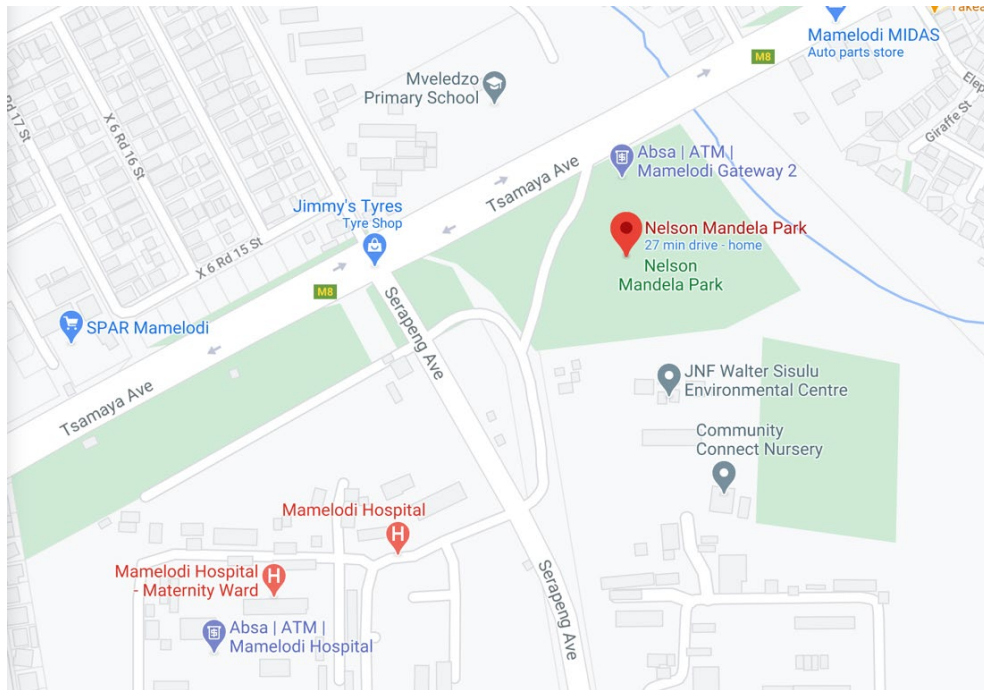 Takea
Mamelodi MIDAS
Auto parts store
M8
Rd 17 St
X 6 Rd 16 St
Mveledzo
Primary School
Elep
Giraffe St
Absa | ATM |
Mamelodi Gateway 2
Tsamaya Ave
Jimmy's Tyres
Tyre Shop
Nelson Mandela Park
27 min drive - home
Nelson
Mandela Park
X 6 Rd 15 St
M8
Serapeng Ave
SPAR Mamelodi
Tsamaya Ave
JNF Walter Sisulu
Environmental Centre
Community
Connect Nursery
Mamelodi Hospital
H
Mamelodi Hospital
- Maternity Ward
H
Serapeng Ave
Absa | ATM |
Mamelodi Hospital